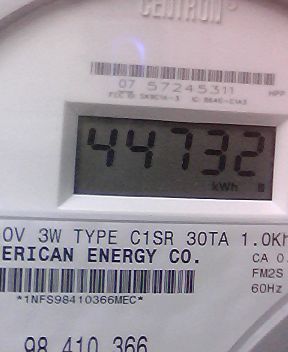 CENTRON®
07 57245311
HPP
44732
kWh
0V 3W TYPE C1SR 30TA 1.0Kh
ERICAN ENERGY CO.
CA 0.
FM2S
*1NFS98410366MEC*
60Hz
98 410 366